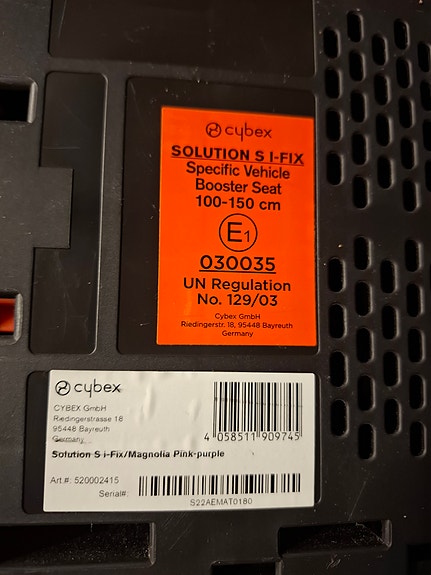 cybex
SOLUTION S I-FIX
Specific Vehicle
Booster Seat
100-150 cm
E1
030035
UN Regulation
No. 129/03
Cybex GmbH
Riedingerstr. 18, 95448 Bayreuth
Germany
cybex
CYBEX GmbH
Riedingerstrasse 18
95448 Bayreuth
Germany
4 058511 909745
Solution S i-Fix/Magnolia Pink-purple
Art.#: 520002415
Serial#:
S22AEMAT0180